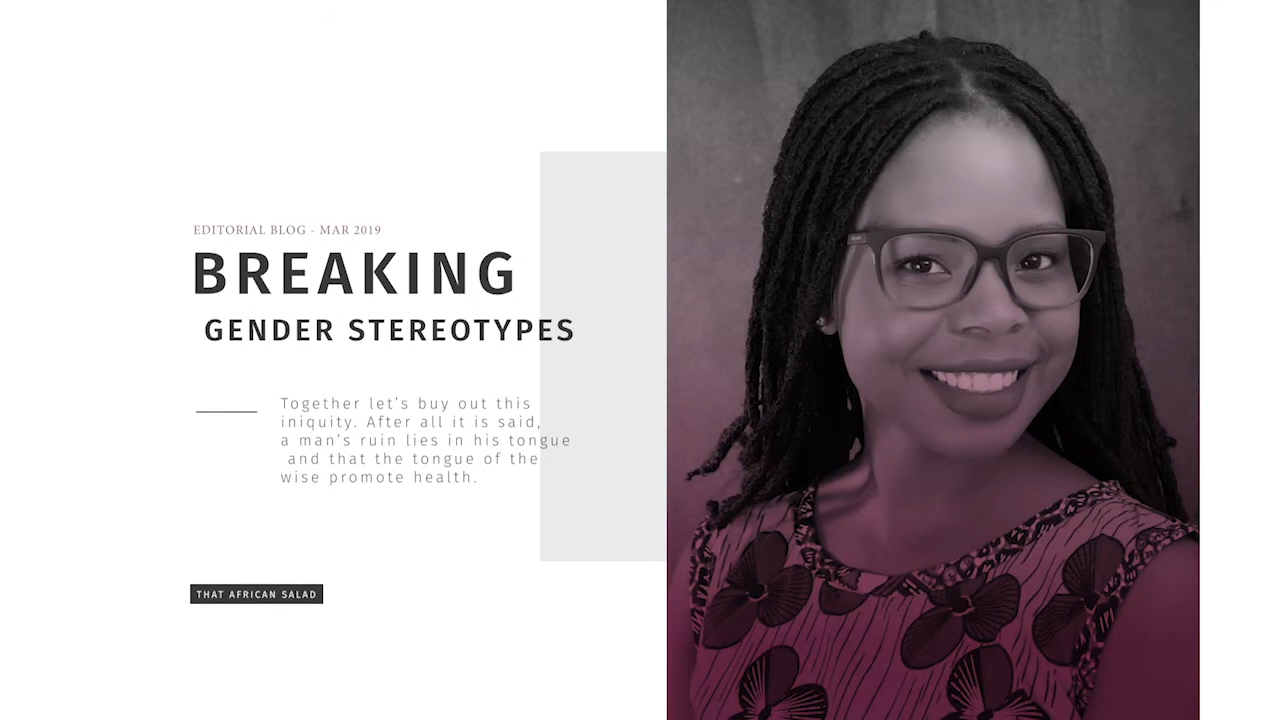 EDITORIAL BLOG - MAR 2019
BREAKING
GENDER STEREOTYPES
Together let’s buy out this
iniquity. After all it is said,
a man’s ruin lies in his tongue
and that the tongue of the
wise promote health.
THAT AFRICAN SALAD